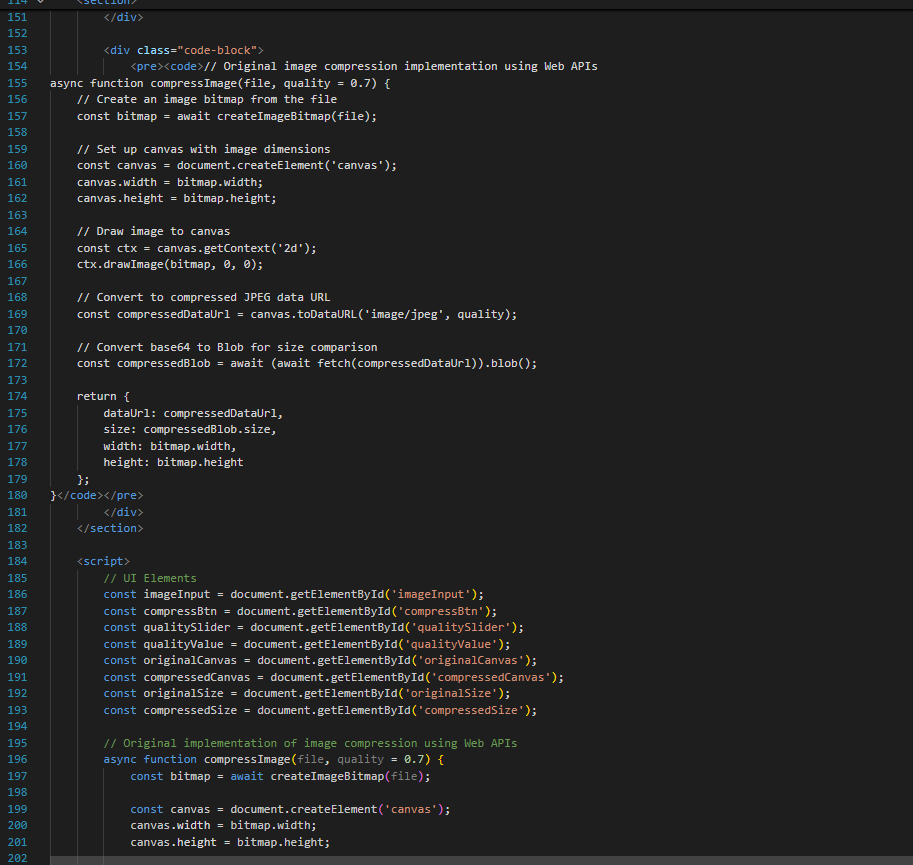 114 <section>
151 </div>
152
153 <div class="code-block">
154 <pre><code>// Original image compression implementation using Web APIs
155 async function compressImage(file, quality = 0.7) {
156 // Create an image bitmap from the file
157 const bitmap = await createImageBitmap(file);
158
159 // Set up canvas with image dimensions
160 const canvas = document.createElement('canvas');
161 canvas.width = bitmap.width;
162 canvas.height = bitmap.height;
163
164 // Draw image to canvas
165 const ctx = canvas.getContext('2d');
166 ctx.drawImage(bitmap, 0, 0);
167
168 // Convert to compressed JPEG data URL
169 const compressedDataUrl = canvas.toDataURL('image/jpeg', quality);
170
171 // Convert base64 to Blob for size comparison
172 const compressedBlob = await (await fetch(compressedDataUrl)).blob();
173
174 return {
175 dataUrl: compressedDataUrl,
176 size: compressedBlob.size,
177 width: bitmap.width,
178 height: bitmap.height
179 };
180 }</code></pre>
181 </div>
182 </section>
183
184 <script>
185 // UI Elements
186 const imageInput = document.getElementById('imageInput');
187 const compressBtn = document.getElementById('compressBtn');
188 const qualitySlider = document.getElementById('qualitySlider');
189 const qualityValue = document.getElementById('qualityValue');
190 const originalCanvas = document.getElementById('originalCanvas');
191 const compressedCanvas = document.getElementById('compressedCanvas');
192 const originalSize = document.getElementById('originalSize');
193 const compressedSize = document.getElementById('compressedSize');
194
195 // Original implementation of image compression using Web APIs
196 async function compressImage(file, quality = 0.7) {
197 const bitmap = await createImageBitmap(file);
198
199 const canvas = document.createElement('canvas');
200 canvas.width = bitmap.width;
201 canvas.height = bitmap.height;
202